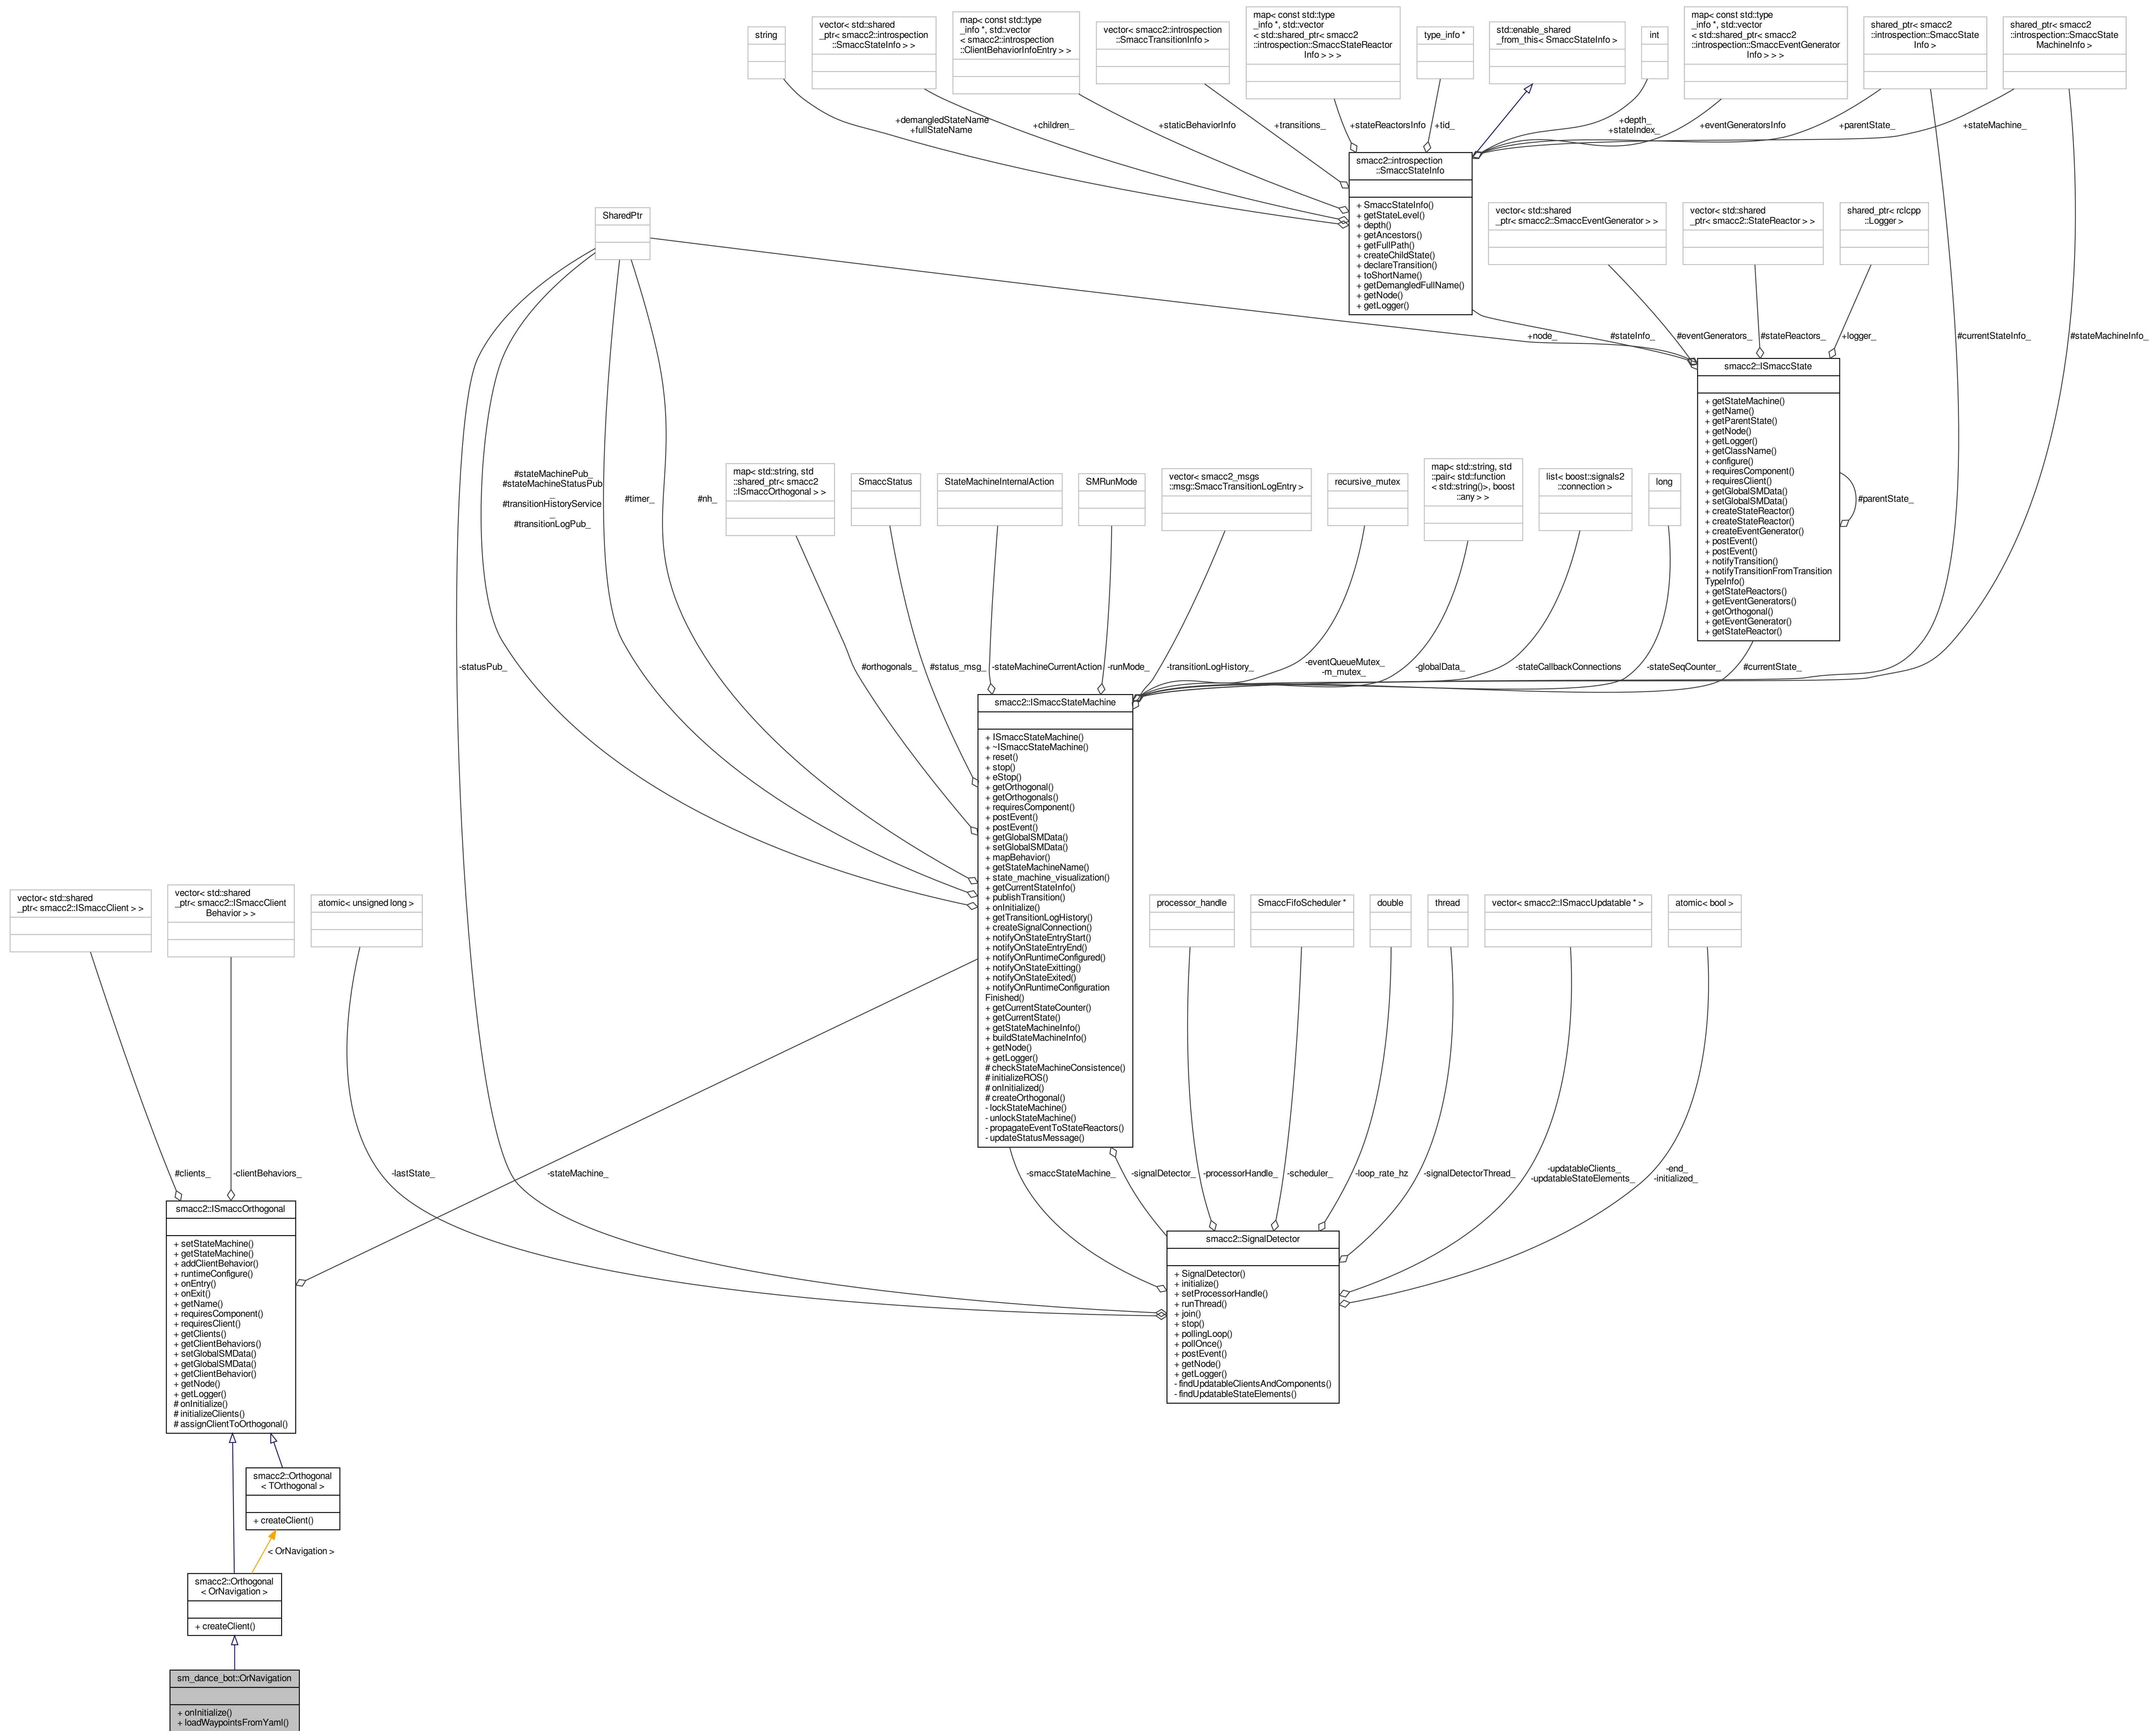 string
vector< std::shared
_ptr< smacc2::introspection
::SmaccStateInfo > >
map< const std::type
_info *, std::vector
< smacc2::introspection
::ClientBehaviorInfoEntry > >
vector< smacc2::introspection
::SmaccTransitionInfo >
map< const std::type
_info *, std::vector
< std::shared_ptr< smacc2
::introspection::SmaccStateReactor
Info > > >
type_info *
std::enable_shared
_from_this< SmaccStateInfo >
int
map< const std::type
_info *, std::vector
< std::shared_ptr< smacc2
::introspection::SmaccEventGenerator
Info > > >
shared_ptr< smacc2
::introspection::SmaccState
Info >
shared_ptr< smacc2
::introspection::SmaccState
MachineInfo >
+demangledStateName
+fullStateName
+children_
+staticBehaviorInfo
+transitions_
+stateReactorsInfo
+tid_
+depth_
+stateIndex_
+eventGeneratorsInfo
+parentState_
+stateMachine_
smacc2::introspection
::SmaccStateInfo
+ SmaccStateInfo()
+ getStateLevel()
+ depth()
+ getAncestors()
+ getFullPath()
+ createChildState()
+ declareTransition()
+ toShortName()
+ getDemangledFullName()
+ getNode()
+ getLogger()
SharedPtr
vector< std::shared
_ptr< smacc2::SmaccEventGenerator > >
vector< std::shared
_ptr< smacc2::StateReactor > >
shared_ptr< rclcpp
::Logger >
+node_
#stateInfo_
#eventGenerators_
#stateReactors_
+logger_
#currentStateInfo_
#stateMachineInfo_
smacc2::ISmaccState
+ getStateMachine()
+ getName()
+ getParentState()
+ getNode()
+ getLogger()
+ getClassName()
+ configure()
+ requiresComponent()
+ requiresClient()
+ getGlobalSMData()
+ setGlobalSMData()
+ createStateReactor()
+ createStateReactor()
+ createEventGenerator()
+ postEvent()
+ postEvent()
+ notifyTransition()
+ notifyTransitionFromTransition
TypeInfo()
+ getStateReactors()
+ getEventGenerators()
+ getOrthogonal()
+ getEventGenerator()
+ getStateReactor()
#parentState_
#stateMachinePub_
#stateMachineStatusPub
_
#transitionHistoryService
_
#transitionLogPub_
#timer_
#nh_
map< std::string, std
::shared_ptr< smacc2
::ISmaccOrthogonal > >
SmaccStatus
StateMachineInternalAction
SMRunMode
vector< smacc2_msgs
::msg::SmaccTransitionLogEntry >
recursive_mutex
map< std::string, std
::pair< std::function
< std::string()>, boost
::any > >
list< boost::signals2
::connection >
long
-statusPub_
#orthogonals_
#status_msg_
-stateMachineCurrentAction
-runMode_
-transitionLogHistory_
-eventQueueMutex_
-m_mutex_
-globalData_
-stateCallbackConnections
-stateSeqCounter_
#currentState_
smacc2::ISmaccStateMachine
+ ISmaccStateMachine()
+ ~ISmaccStateMachine()
+ reset()
+ stop()
+ eStop()
+ getOrthogonal()
+ getOrthogonals()
+ requiresComponent()
+ postEvent()
+ postEvent()
+ getGlobalSMData()
+ setGlobalSMData()
+ mapBehavior()
+ getStateMachineName()
+ state_machine_visualization()
+ getCurrentStateInfo()
+ publishTransition()
+ onInitialize()
+ getTransitionLogHistory()
+ createSignalConnection()
+ notifyOnStateEntryStart()
+ notifyOnStateEntryEnd()
+ notifyOnRuntimeConfigured()
+ notifyOnStateExitting()
+ notifyOnStateExited()
+ notifyOnRuntimeConfiguration
Finished()
+ getCurrentStateCounter()
+ getCurrentState()
+ getStateMachineInfo()
+ buildStateMachineInfo()
+ getNode()
+ getLogger()
# checkStateMachineConsistence()
# initializeROS()
# onInitialized()
# createOrthogonal()
- lockStateMachine()
- unlockStateMachine()
- propagateEventToStateReactors()
- updateStatusMessage()
vector< std::shared
_ptr< smacc2::ISmaccClient > >
vector< std::shared
_ptr< smacc2::ISmaccClient
Behavior > >
atomic< unsigned long >
processor_handle
SmaccFifoScheduler *
double
thread
vector< smacc2::ISmaccUpdatable * >
atomic< bool >
#clients_
-clientBehaviors_
-lastState_
-stateMachine_
-smaccStateMachine_
-signalDetector_
-processorHandle_
-scheduler_
-loop_rate_hz
-signalDetectorThread_
-updatableClients_
-updatableStateElements_
-end_
-initialized_
smacc2::ISmaccOrthogonal
+ setStateMachine()
+ getStateMachine()
+ addClientBehavior()
+ runtimeConfigure()
+ onEntry()
+ onExit()
+ getName()
+ requiresComponent()
+ requiresClient()
+ getClients()
+ getClientBehaviors()
+ setGlobalSMData()
+ getGlobalSMData()
+ getClientBehavior()
+ getNode()
+ getLogger()
# onInitialize()
# initializeClients()
# assignClientToOrthogonal()
smacc2::SignalDetector
+ SignalDetector()
+ initialize()
+ setProcessorHandle()
+ runThread()
+ join()
+ stop()
+ pollingLoop()
+ pollOnce()
+ postEvent()
+ getNode()
+ getLogger()
- findUpdatableClientsAndComponents()
- findUpdatableStateElements()
smacc2::Orthogonal
< TOrthogonal >
+ createClient()
< OrNavigation >
smacc2::Orthogonal
< OrNavigation >
+ createClient()
sm_dance_bot::OrNavigation
+ onInitialize()
+ loadWaypointsFromYaml()